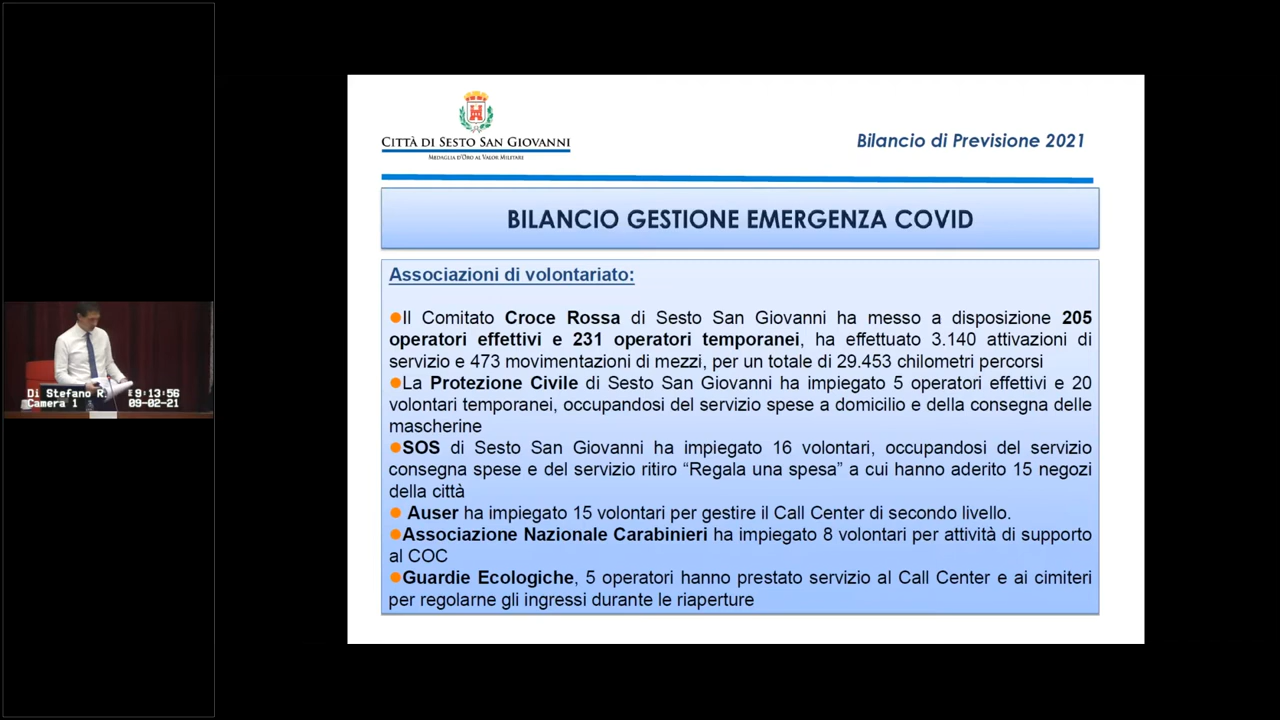 CITTÀ DI SESTO SAN GIOVANNI
MEDAGLIA D'ORO AL VALOR MILITARE
Bilancio di Previsione 2021
BILANCIO GESTIONE EMERGENZA COVID
Associazioni di volontariato:
Il Comitato Croce Rossa di Sesto San Giovanni ha messo a disposizione 205
operatori effettivi e 231 operatori temporanei, ha effettuato 3.140 attivazioni di
servizio e 473 movimentazioni di mezzi, per un totale di 29.453 chilometri percorsi
La Protezione Civile di Sesto San Giovanni ha impiegato 5 operatori effettivi e 20
volontari temporanei, occupandosi del servizio spese a domicilio e della consegna delle
mascherine
SOS di Sesto San Giovanni ha impiegato 16 volontari, occupandosi del servizio
consegna spese e del servizio ritiro “Regala una spesa” a cui hanno aderito 15 negozi
della città
Auser ha impiegato 15 volontari per gestire il Call Center di secondo livello.
Associazione Nazionale Carabinieri ha impiegato 8 volontari per attività di supporto
al COC
Guardie Ecologiche, 5 operatori hanno prestato servizio al Call Center e ai cimiteri
per regolarne gli ingressi durante le riaperture
Di Stefano R. 9:13:56
Camera 1 09-02-21